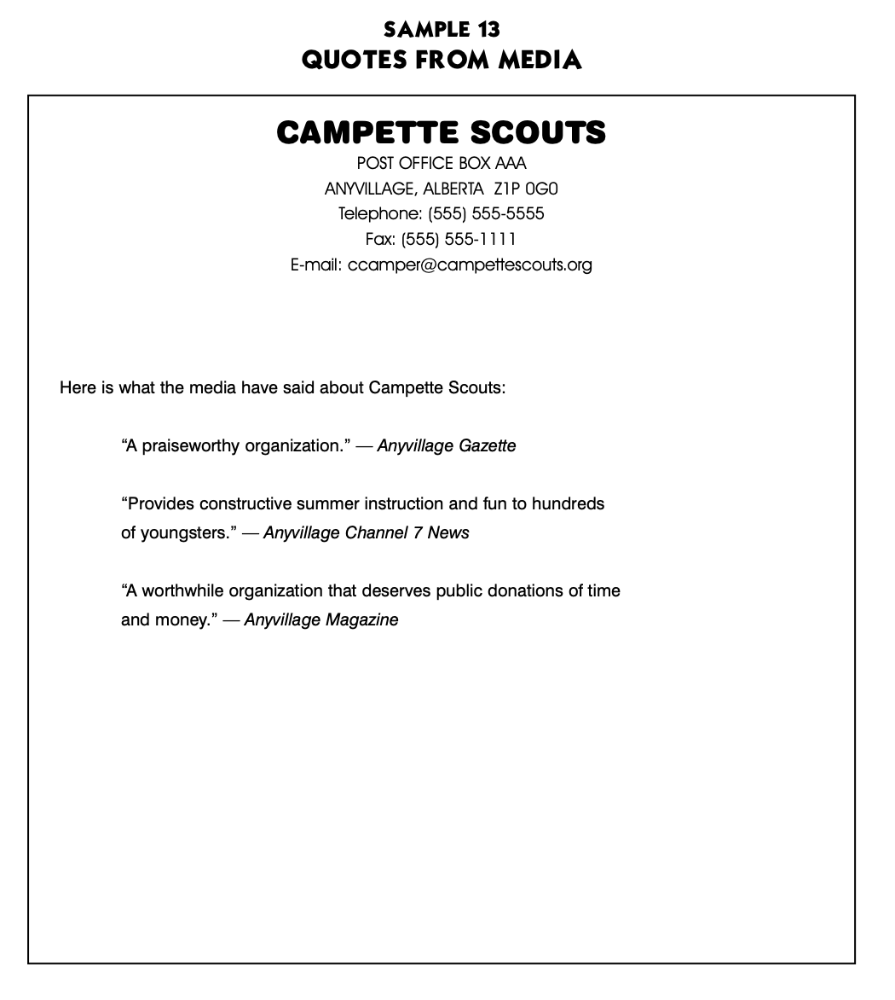 SAMPLE 13
QUOTES FROM MEDIA
CAMPETTE SCOUTS
POST OFFICE BOX AAA
ANYVILLAGE, ALBERTA  Z1P 0G0
Telephone: (555) 555-5555
Fax: (555) 555-1111
E-mail: ccamper@campettescouts.org
Here is what the media have said about Campette Scouts:
“A praiseworthy organization.” — Anyvillage Gazette
“Provides constructive summer instruction and fun to hundreds
of youngsters.” — Anyvillage Channel 7 News
“A worthwhile organization that deserves public donations of time
and money.” — Anyvillage Magazine